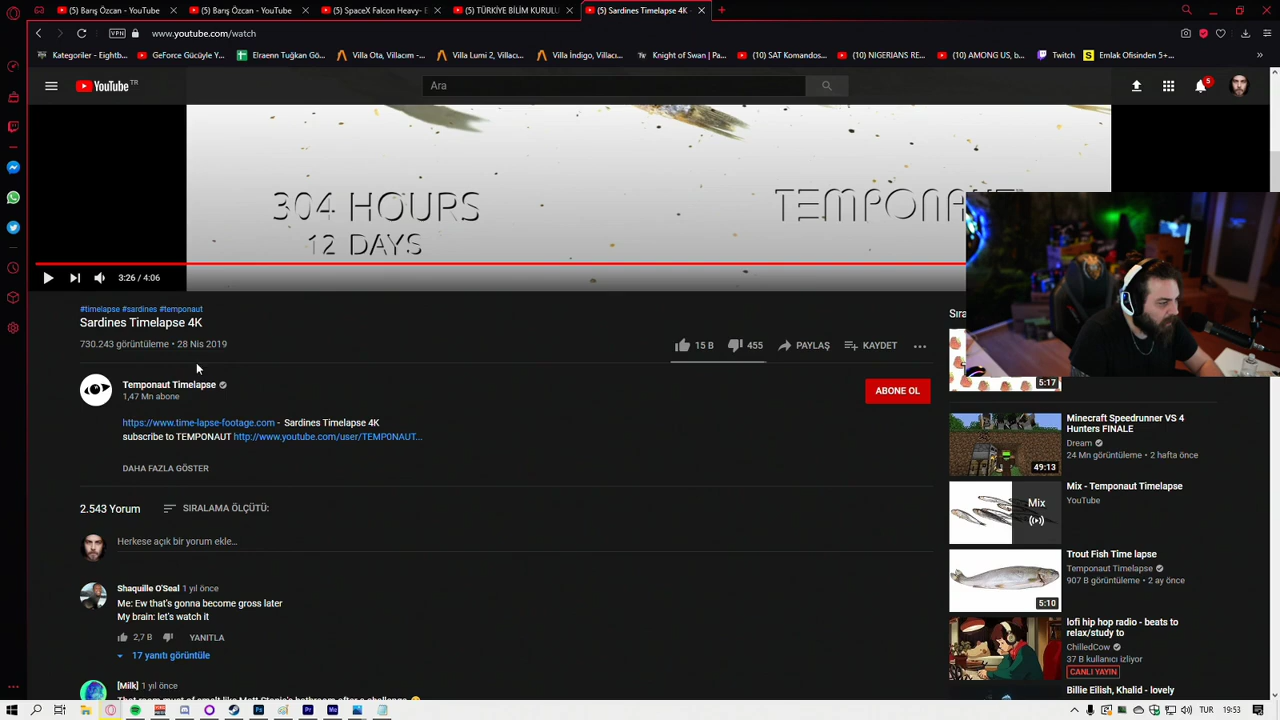 (5) Barış Özcan - YouTube
(5) Barış Özcan - YouTube
(5) SpaceX Falcon Heavy- E
(5) TÜRKİYE BİLİM KURULU
(5) Sardines Timelapse 4K -
VPN
www.youtube.com/watch
Kategoriler - Eightb...
GeForce Gücüyle Y...
Elraenn Tuğkan Gö...
Villa Ota, Villacım -...
Villa Lumi 2, Villacı...
Villa İndigo, Villacı...
Knight of Swan | Pa...
(10) SAT Komandos...
(10) NIGERIANS RE...
(10) AMONG US, b...
Twitch
Emlak Ofisinden 5+...
YouTube TR
Ara
5
304 HOURS
12 DAYS
3:26 / 4:06
#timelapse #sardines #temponaut
Sardines Timelapse 4K
730.243 görüntüleme • 28 Nis 2019
15 B
455
PAYLAŞ
KAYDET
Temponaut Timelapse
1,47 Mn abone
ABONE OL
https://www.time-lapse-footage.com - Sardines Timelapse 4K
subscribe to TEMPONAUT http://www.youtube.com/user/TEMP0NAUT...
DAHA FAZLA GÖSTER
2.543 Yorum
SIRALAMA ÖLÇÜTÜ:
Herkese açık bir yorum ekle...
Shaquille O'Seal 1 yıl önce
Me: Ew that's gonna become gross later
My brain: let's watch it
2,7 B
YANITLA
17 yanıtı görüntüle
[Milk] 1 yıl önce
5:17
Minecraft Speedrunner VS 4
Hunters FINALE
Dream
24 Mn görüntüleme • 2 hafta önce
49:13
Mix
Mix - Temponaut Timelapse
YouTube
Trout Fish Time lapse
Temponaut Timelapse
907 B görüntüleme • 2 ay önce
5:10
lofi hip hop radio - beats to
relax/study to
ChilledCow
37 B kullanıcı izliyor
CANLI YAYIN
Billie Eilish, Khalid - lovely
TUR
19:53